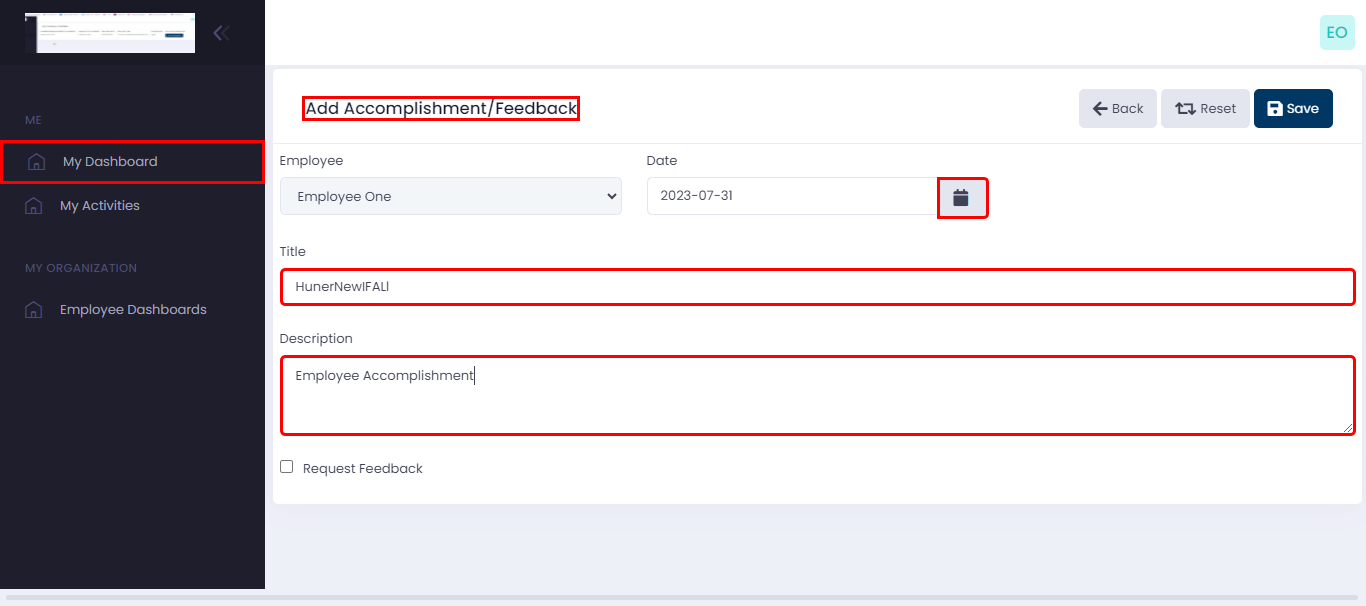 EO
ME
My Dashboard
My Activities
MY ORGANIZATION
Employee Dashboards
Add Accomplishment/Feedback
Back
Reset
Save
Employee
Date
Employee One
2023-07-31
Title
HunerNewIFALl
Description
Employee Accomplishment
Request Feedback